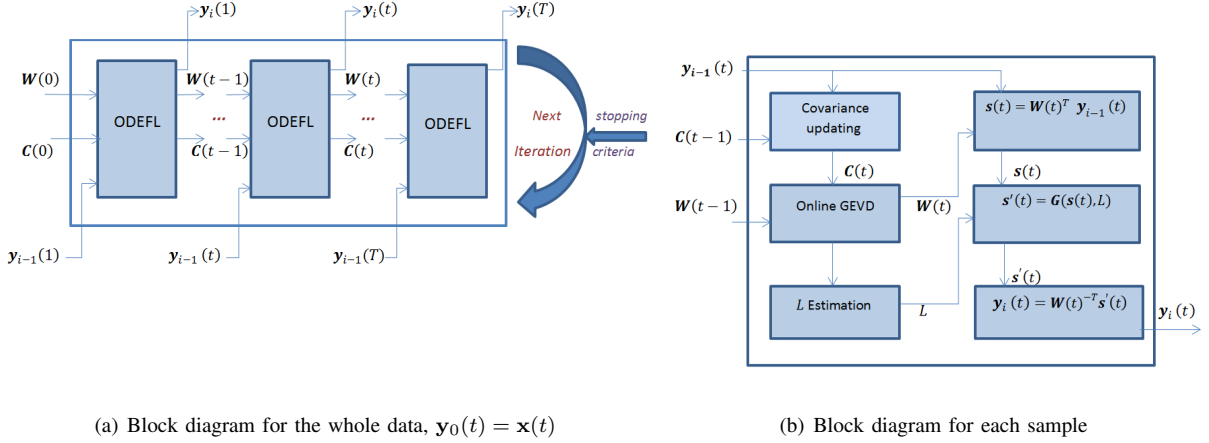 𝒚ᵢ(1)
𝒚ᵢ(t)
𝒚ᵢ(T)
𝑾(0)
𝑾(t−1)
𝑾(t)
ODEFL
...
ODEFL
...
ODEFL
𝑪(0)
𝑪(t−1)
𝑪(t)
Next
Iteration
stopping
criteria
𝒚ᵢ₋₁(1)
𝒚ᵢ₋₁(t)
𝒚ᵢ₋₁(T)
(a) Block diagram for the whole data, 𝐲₀(t) = 𝐱(t)
𝒚ᵢ₋₁(t)
Covariance
updating
𝒔(t) = 𝑾(t)ᵀ 𝒚ᵢ₋₁(t)
𝑪(t−1)
𝑪(t)
𝒔(t)
𝑾(t−1)
Online GEVD
𝑾(t)
𝒔′(t) = 𝑮(𝒔(t),L)
𝒔′(t)
L Estimation
L
𝒚ᵢ(t) = 𝑾(t)⁻ᵀ𝒔′(t)
𝒚ᵢ(t)
(b) Block diagram for each sample